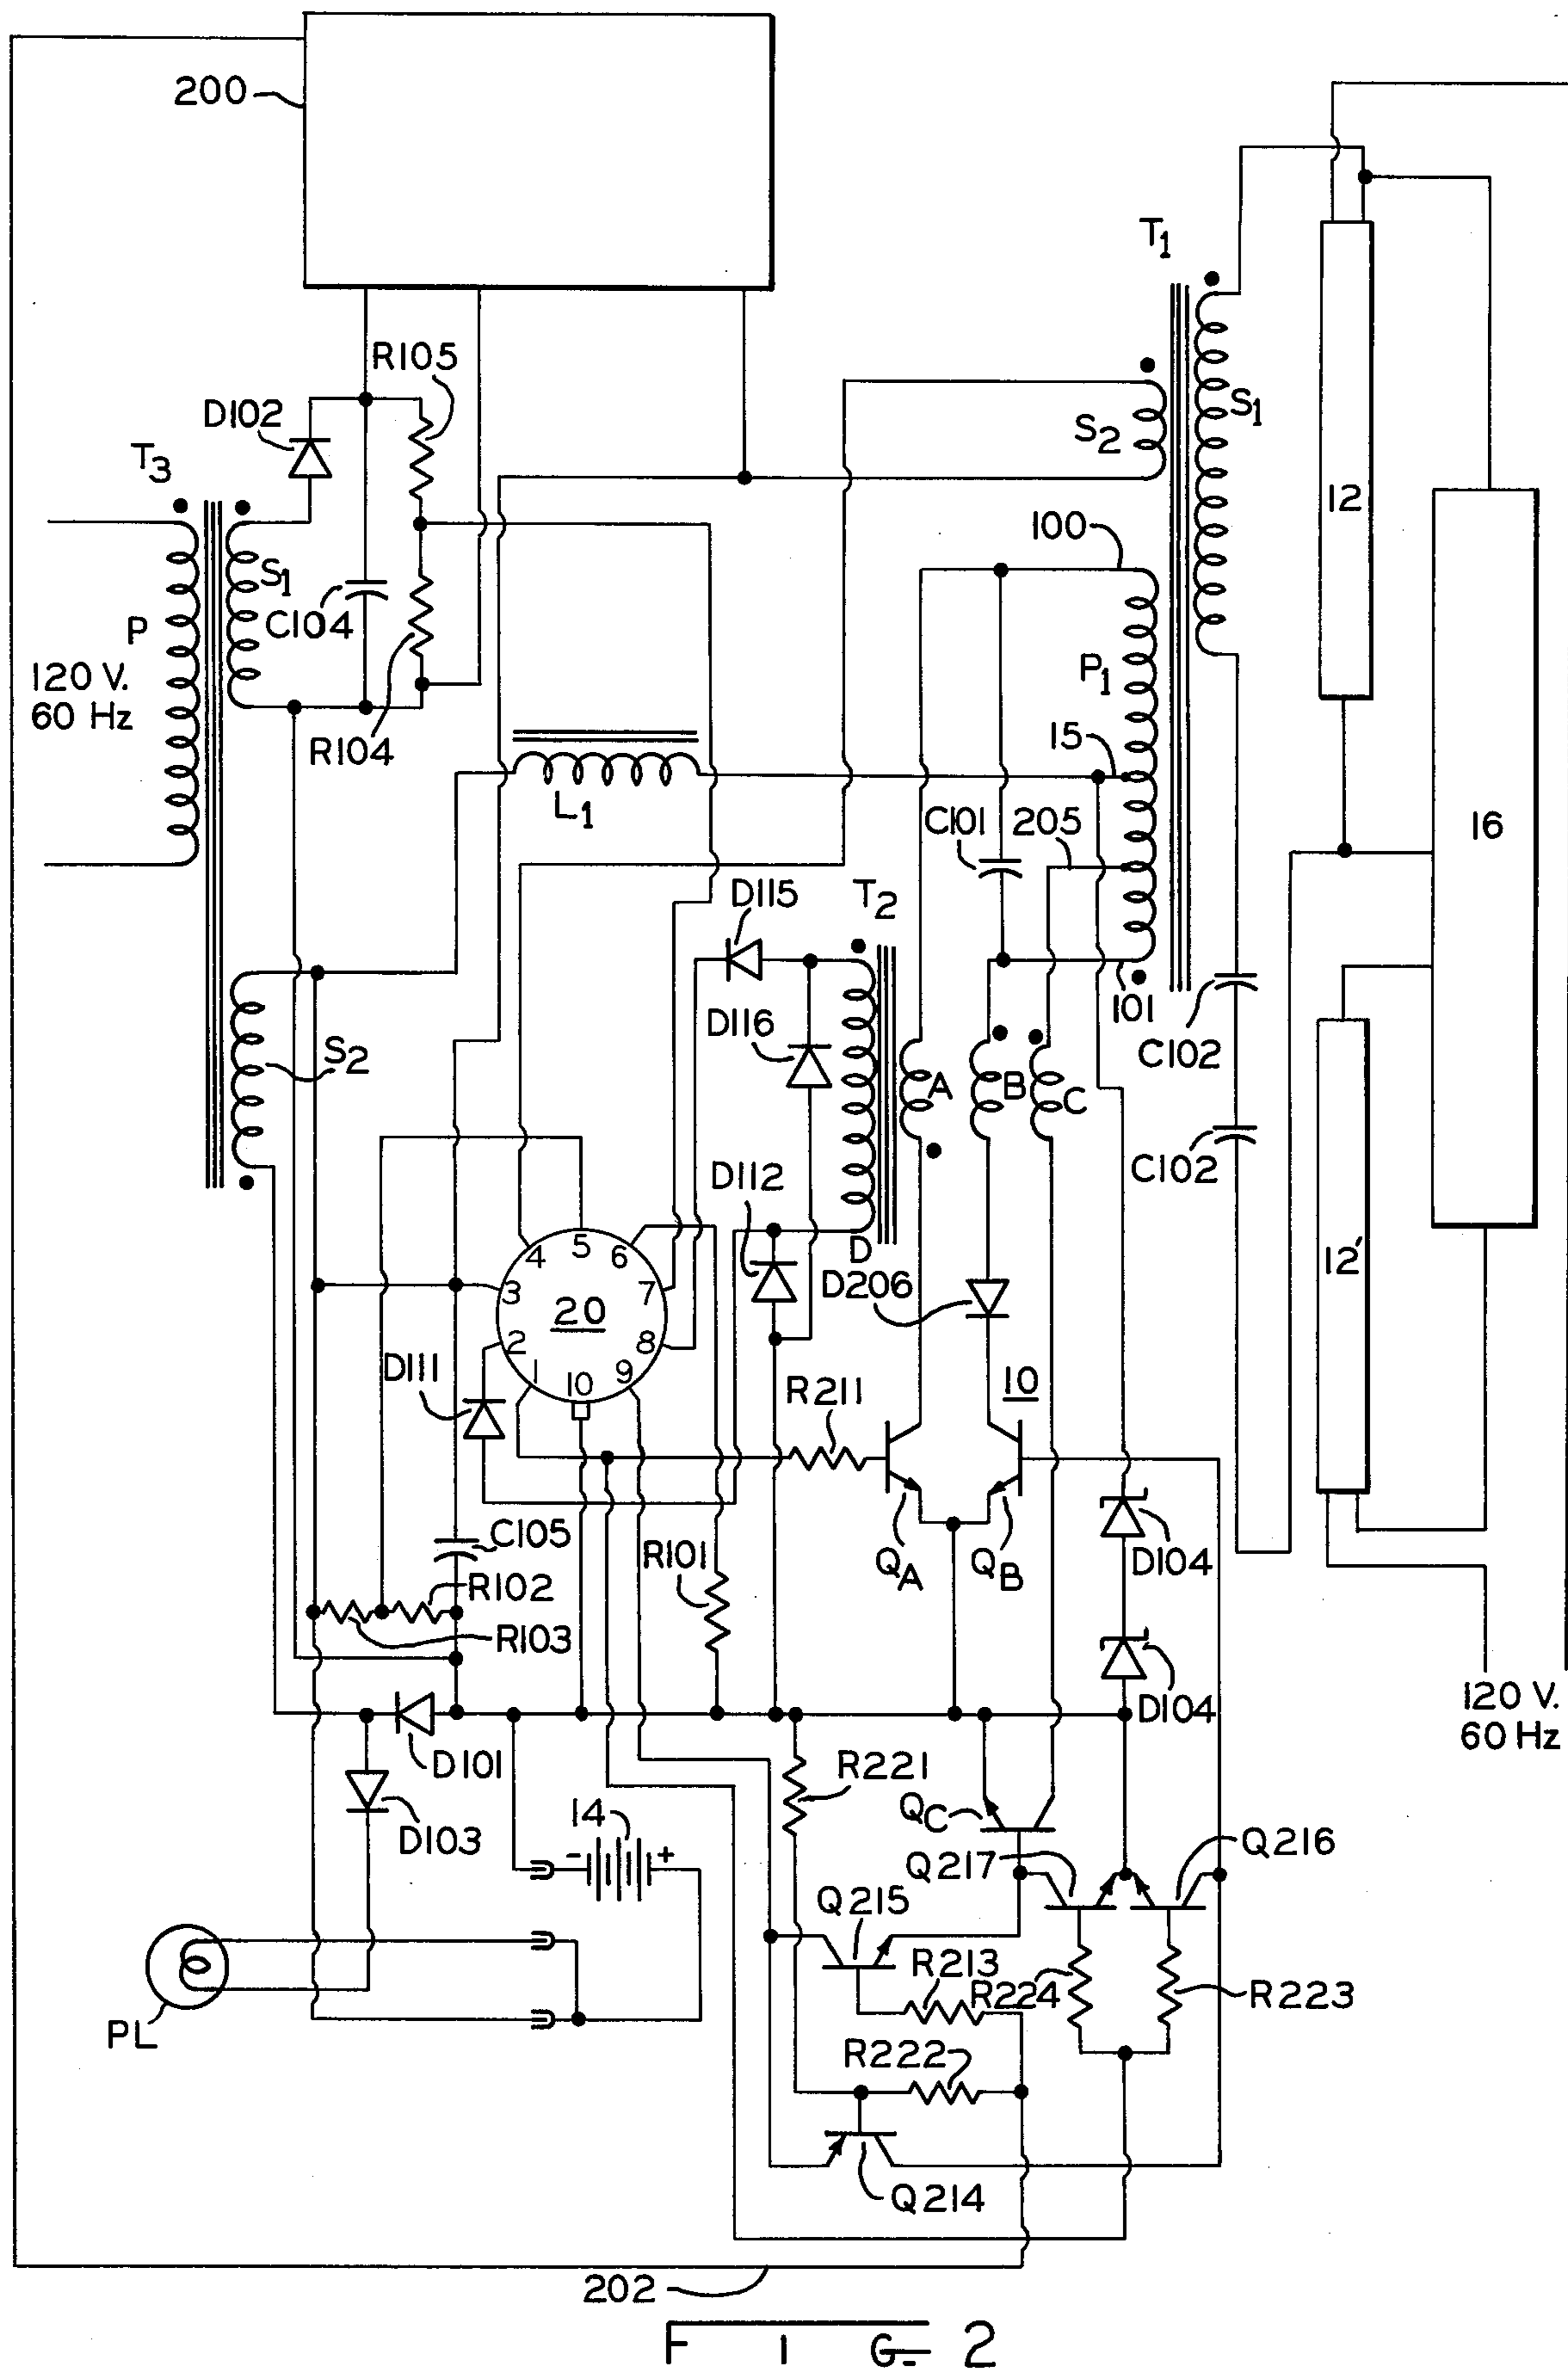 200
R105
D102
T3
T1
S1
S2
S1
12
100
P
C104
P1
120 V.
60 Hz
R104
15
L1
C101
205
16
D115
T2
D116
101
C102
S2
A
B
C
D112
C102
D
4
5
6
3
7
D206
12'
20
2
8
1
10
9
D111
R211
10
C105
QA
QB
D104
R101
R102
R103
D104
120 V.
60 Hz
D101
R221
14
QC
D103
-
+
Q217
Q216
Q215
R213
R224
R223
PL
R222
Q214
202
FIG- 2